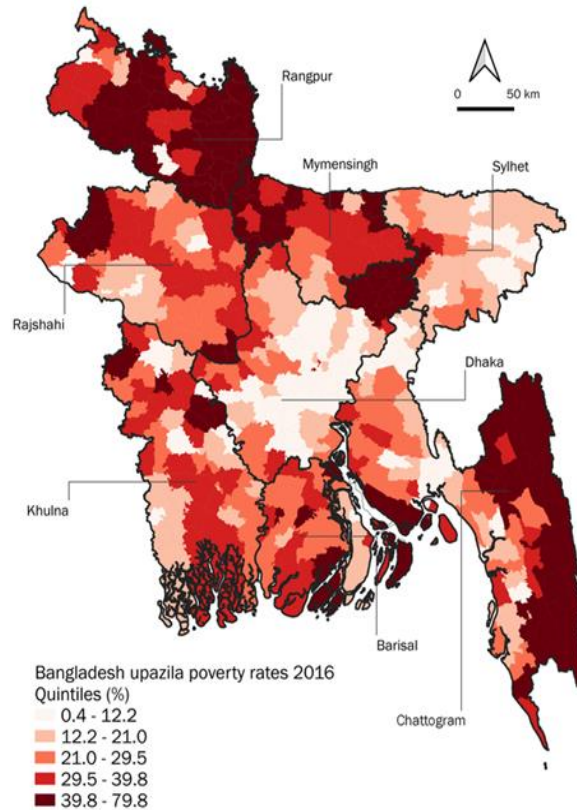 0 50 km
Rangpur
Mymensingh
Sylhet
Rajshahi
Dhaka
Khulna
Barisal
Chattogram
Bangladesh upazila poverty rates 2016
Quintiles (%)
0.4 - 12.2
12.2 - 21.0
21.0 - 29.5
29.5 - 39.8
39.8 - 79.8